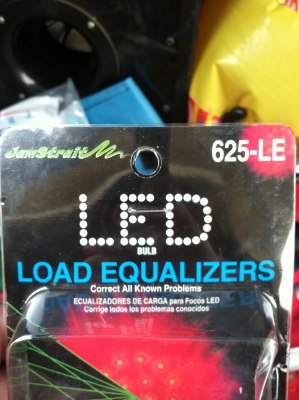 JamStrait
625-LE
LED
BULB
LOAD EQUALIZERS
Correct All Known Problems
ECUALIZADORES DE CARGA para Focos LED
Corrige todos los problemas conocidos